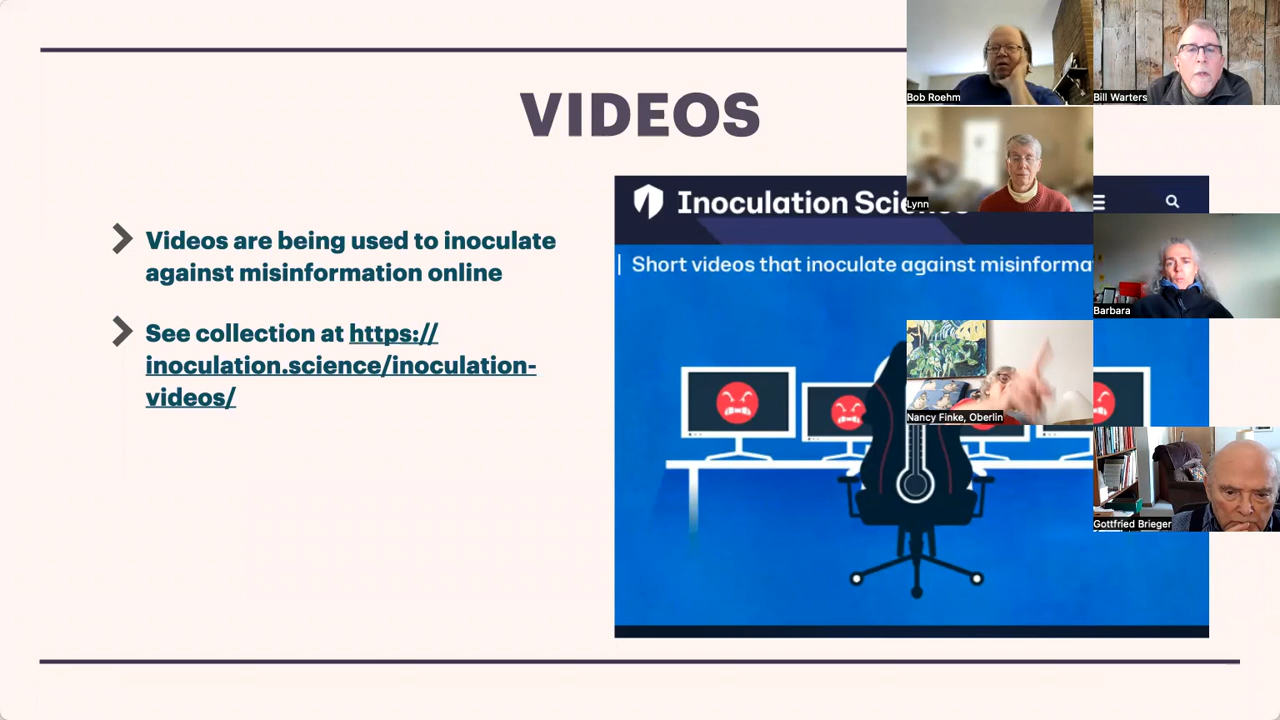 VIDEOS
Videos are being used to inoculate
against misinformation online
See collection at https://
inoculation.science/inoculation-
videos/
Inoculation Science
| Short videos that inoculate against misinforma
Bob Roehm
Bill Warters
Lynn
Barbara
Nancy Finke, Oberlin
Gottfried Brieger